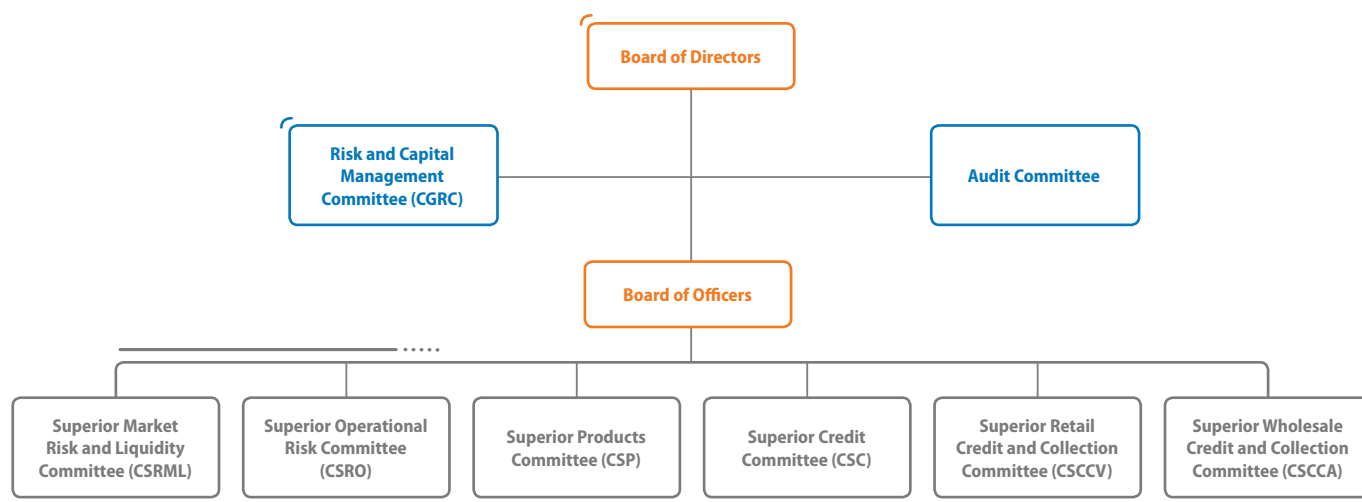 Board of Directors
Risk and Capital
Management
Committee (CGRC)
Audit Committee
Board of Officers
Superior Market
Risk and Liquidity
Committee (CSRML)
Superior Operational
Risk Committee
(CSRO)
Superior Products
Committee (CSP)
Superior Credit
Committee (CSC)
Superior Retail
Credit and Collection
Committee (CSCCV)
Superior Wholesale
Credit and Collection
Committee (CSCCA)